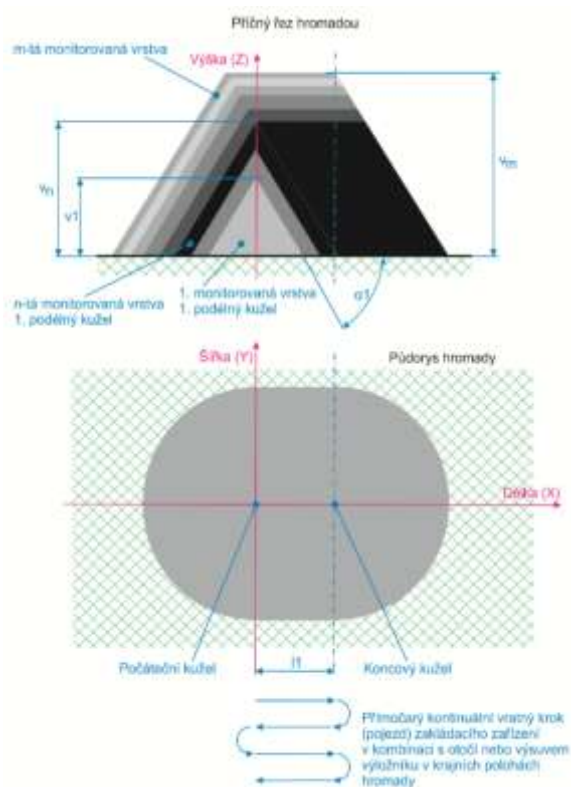 Příčný řez hromadou
m-tá monitorovaná vrstva
Výška (Z)
Vn
v1
Vm
α1
n-tá monitorovaná vrstva
1. podélný kužel
1. monitorovaná vrstva
1. podélný kužel
Šířka (Y)
Půdorys hromady
Délka (X)
Počáteční kužel
l1
Koncový kužel
Přímočarý kontinuální vratný krok
(pojezd) zakládacího zařízení
v kombinaci s otočí nebo výsuvem
výložníku v krajních polohách
hromady